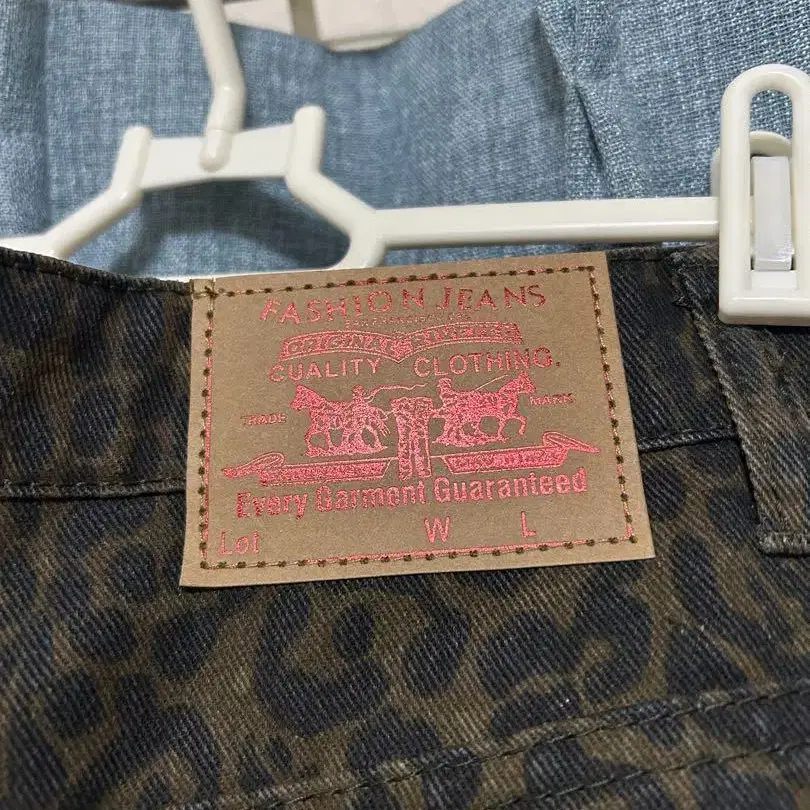 FASHION JEANS
ORIGINAL
QUALITY CLOTHING.
TRADE MARK
Every Garment Guaranteed
Lot W L